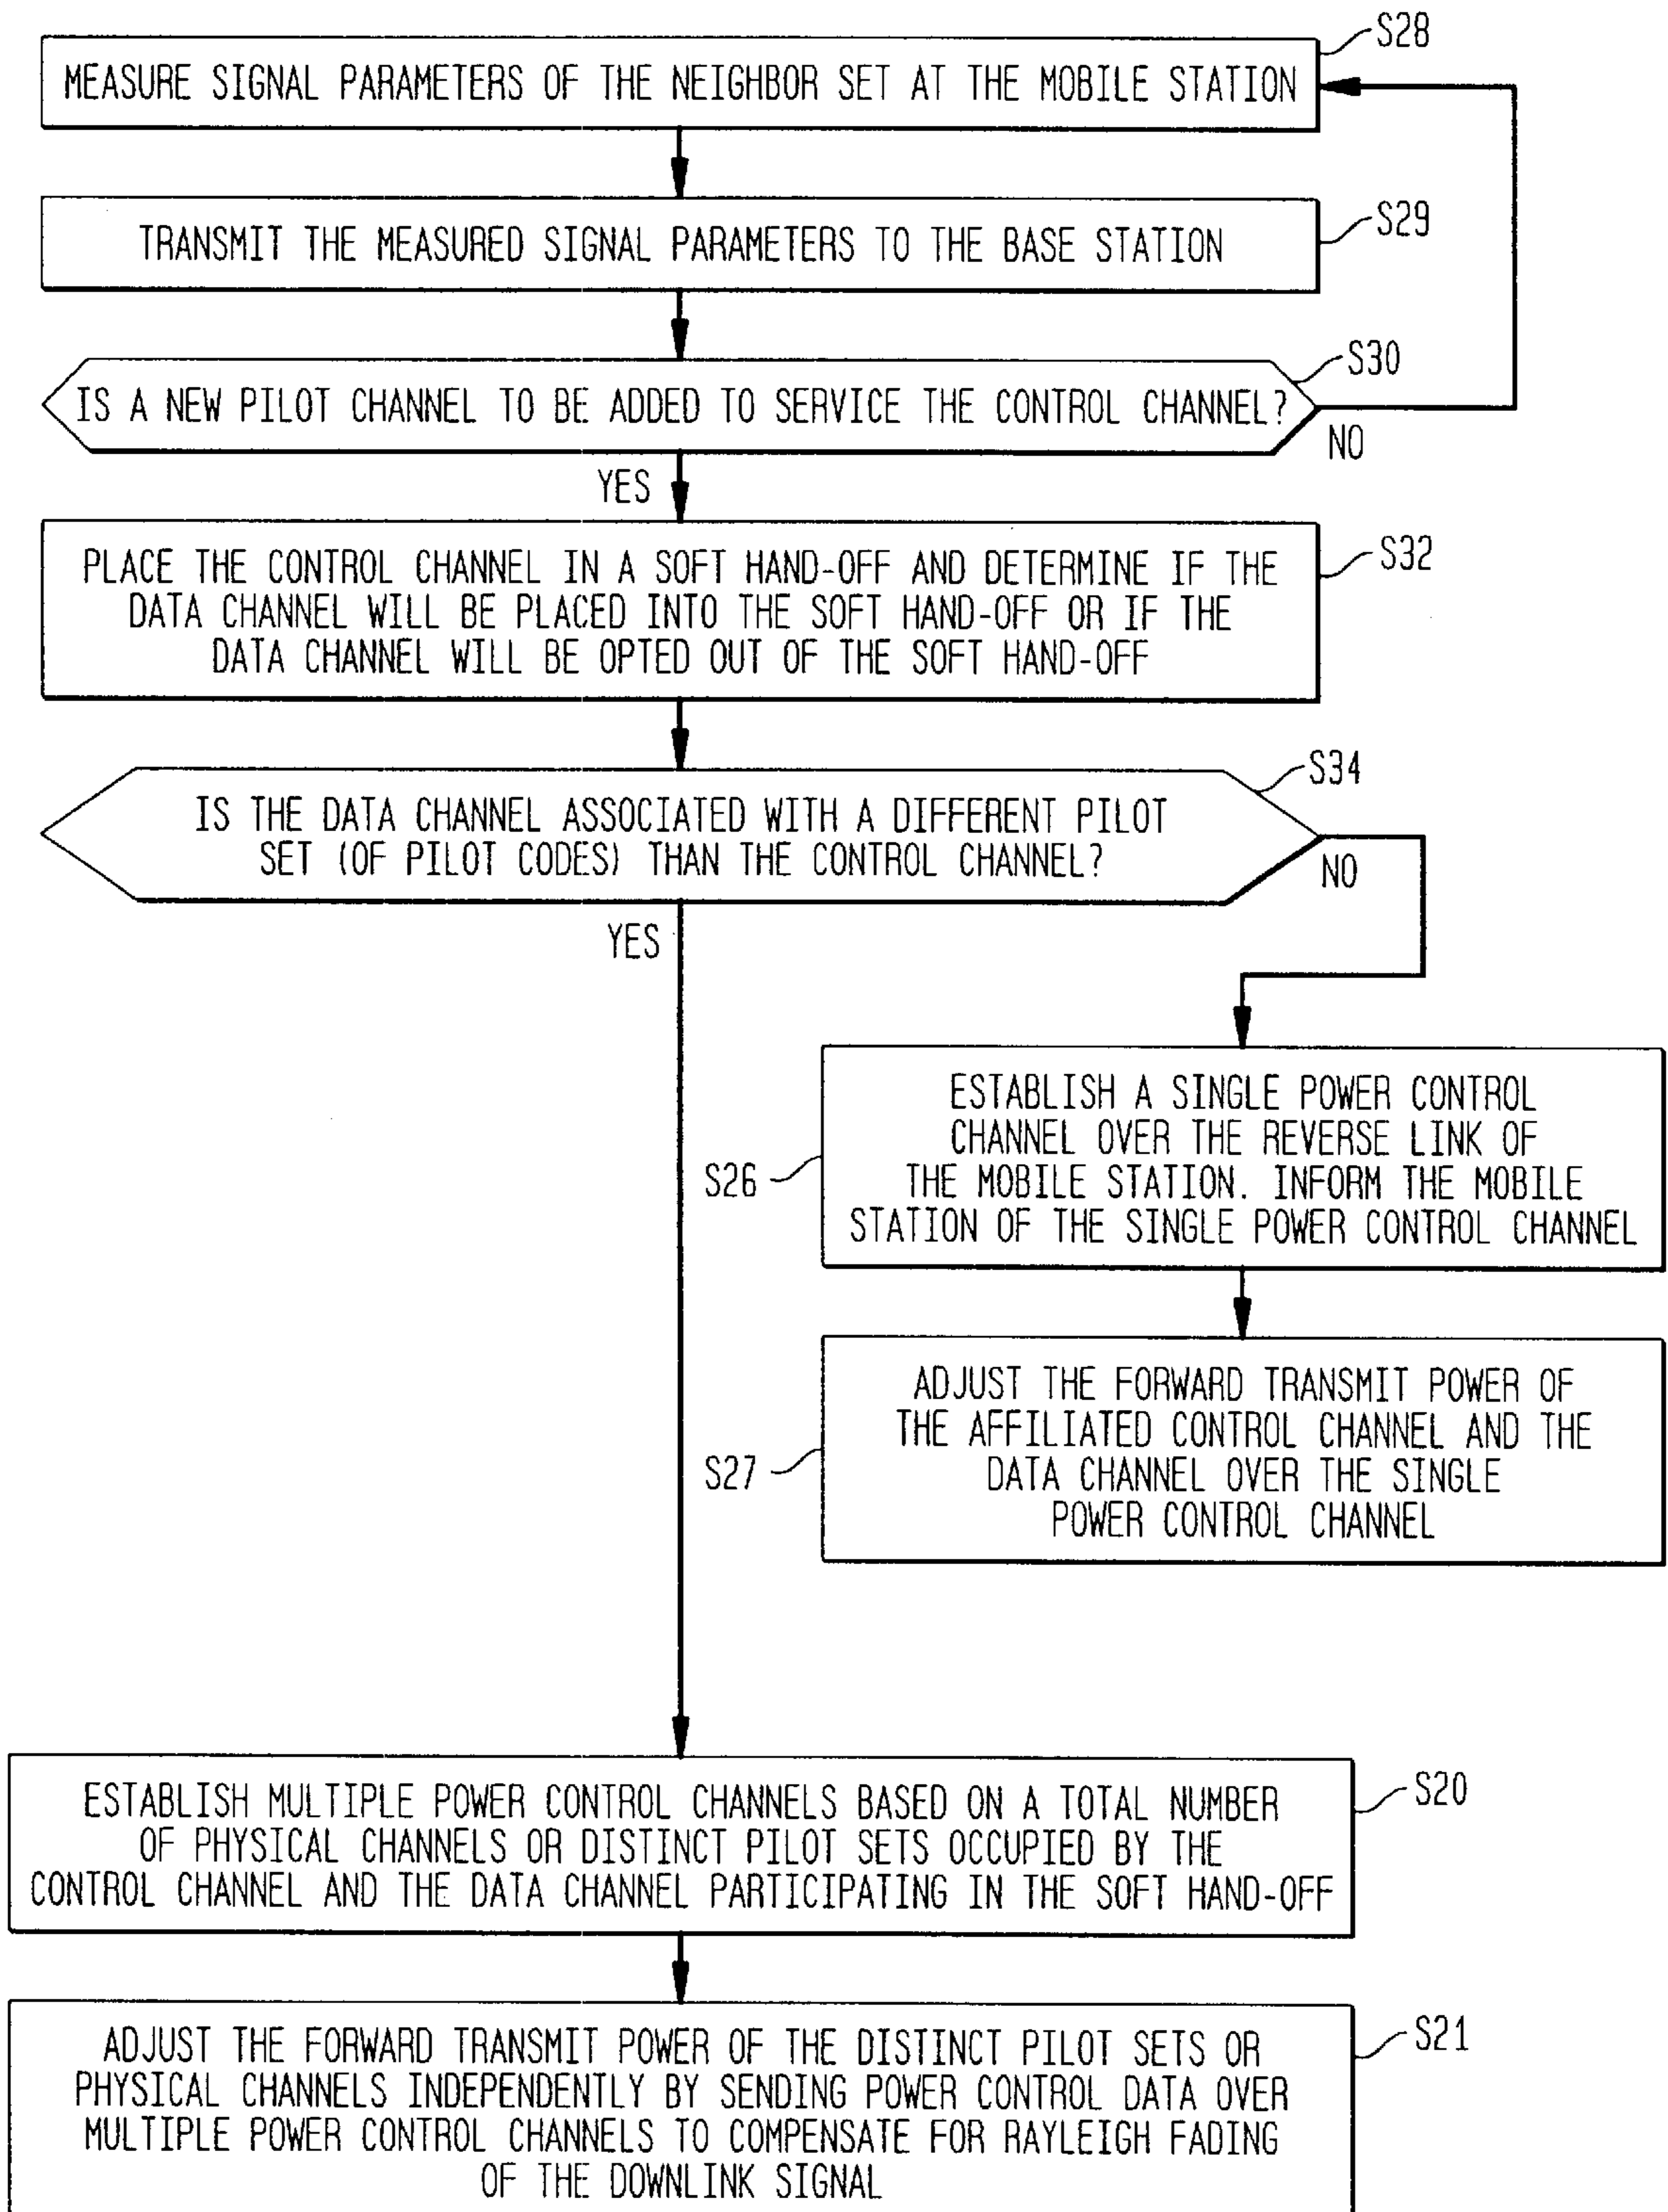 S28
MEASURE SIGNAL PARAMETERS OF THE NEIGHBOR SET AT THE MOBILE STATION
S29
TRANSMIT THE MEASURED SIGNAL PARAMETERS TO THE BASE STATION
S30
IS A NEW PILOT CHANNEL TO BE ADDED TO SERVICE THE CONTROL CHANNEL?
NO
YES
S32
PLACE THE CONTROL CHANNEL IN A SOFT HAND-OFF AND DETERMINE IF THE
DATA CHANNEL WILL BE PLACED INTO THE SOFT HAND-OFF OR IF THE
DATA CHANNEL WILL BE OPTED OUT OF THE SOFT HAND-OFF
S34
IS THE DATA CHANNEL ASSOCIATED WITH A DIFFERENT PILOT
SET (OF PILOT CODES) THAN THE CONTROL CHANNEL?
NO
YES
S26
ESTABLISH A SINGLE POWER CONTROL
CHANNEL OVER THE REVERSE LINK OF
THE MOBILE STATION. INFORM THE MOBILE
STATION OF THE SINGLE POWER CONTROL CHANNEL
S27
ADJUST THE FORWARD TRANSMIT POWER OF
THE AFFILIATED CONTROL CHANNEL AND THE
DATA CHANNEL OVER THE SINGLE
POWER CONTROL CHANNEL
S20
ESTABLISH MULTIPLE POWER CONTROL CHANNELS BASED ON A TOTAL NUMBER
OF PHYSICAL CHANNELS OR DISTINCT PILOT SETS OCCUPIED BY THE
CONTROL CHANNEL AND THE DATA CHANNEL PARTICIPATING IN THE SOFT HAND-OFF
S21
ADJUST THE FORWARD TRANSMIT POWER OF THE DISTINCT PILOT SETS OR
PHYSICAL CHANNELS INDEPENDENTLY BY SENDING POWER CONTROL DATA OVER
MULTIPLE POWER CONTROL CHANNELS TO COMPENSATE FOR RAYLEIGH FADING
OF THE DOWNLINK SIGNAL